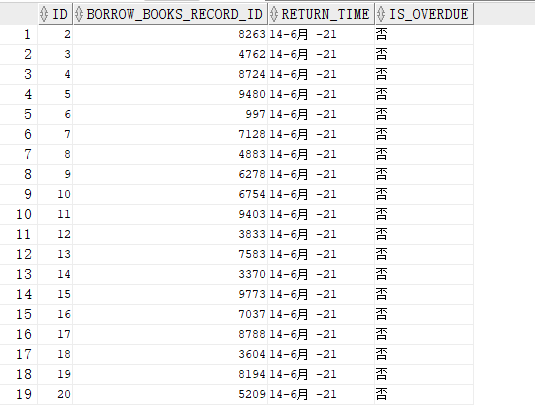 ID BORROW_BOOKS_RECORD_ID RETURN_TIME IS_OVERDUE
1 2 8263 14-6月 -21 否
2 3 4762 14-6月 -21 否
3 4 8724 14-6月 -21 否
4 5 9480 14-6月 -21 否
5 6 997 14-6月 -21 否
6 7 7128 14-6月 -21 否
7 8 4883 14-6月 -21 否
8 9 6278 14-6月 -21 否
9 10 6754 14-6月 -21 否
10 11 9403 14-6月 -21 否
11 12 3833 14-6月 -21 否
12 13 7583 14-6月 -21 否
13 14 3370 14-6月 -21 否
14 15 9773 14-6月 -21 否
15 16 7037 14-6月 -21 否
16 17 8788 14-6月 -21 否
17 18 3604 14-6月 -21 否
18 19 8194 14-6月 -21 否
19 20 5209 14-6月 -21 否